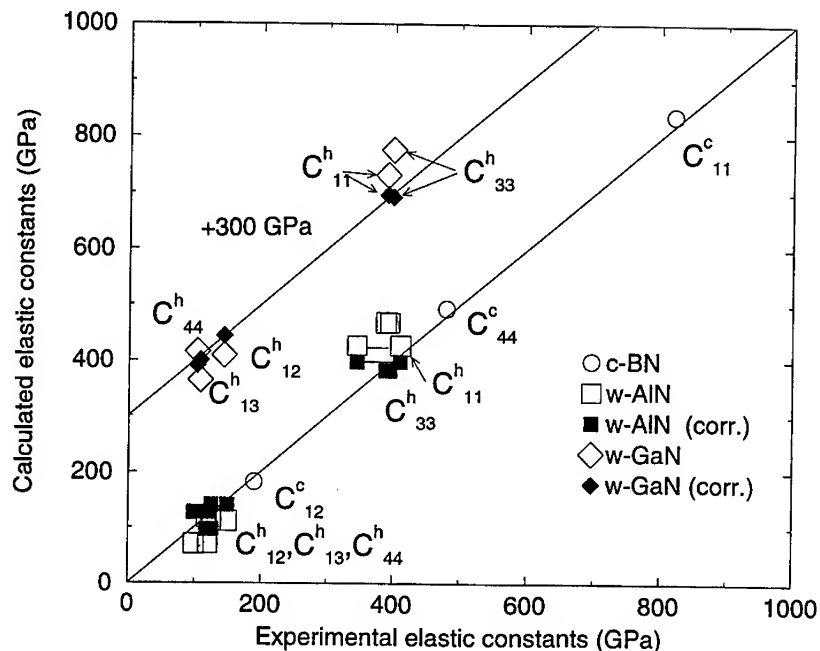 1000
800
600
400
200
0
Calculated elastic constants (GPa)
C^h_11
C^h_33
C^c_11
+300 GPa
C^h_44
C^h_12
C^h_13
C^c_44
C^h_11
C^h_33
c-BN
w-AlN
w-AlN (corr.)
w-GaN
w-GaN (corr.)
C^c_12
C^h_12,C^h_13,C^h_44
0 200 400 600 800 1000
Experimental elastic constants (GPa)